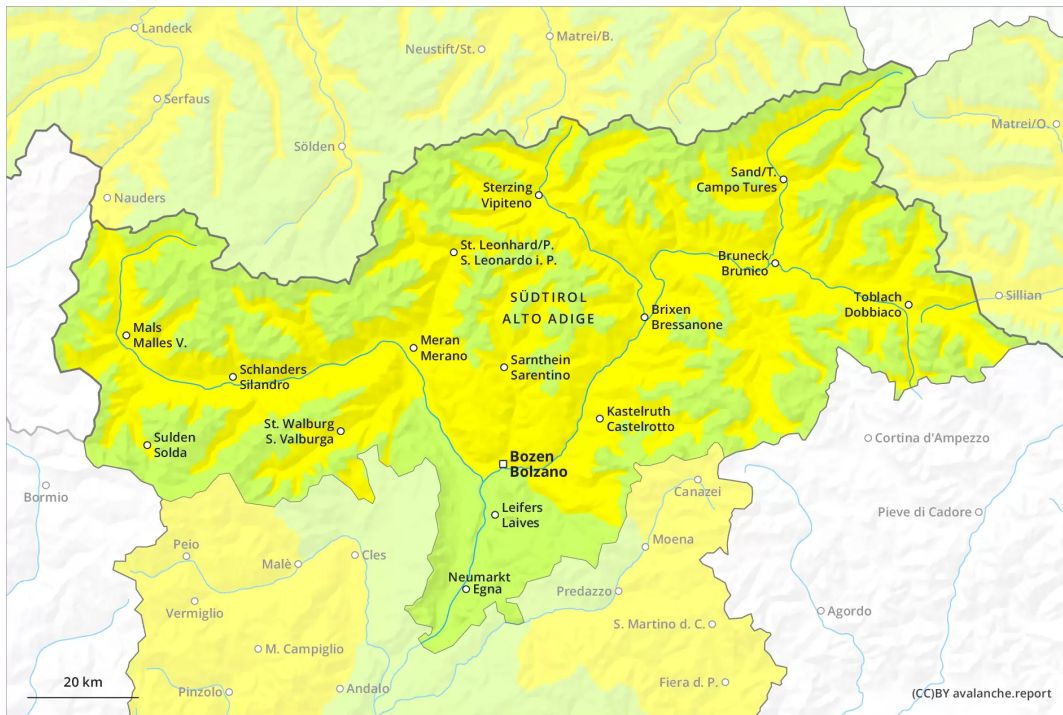 Landeck
Matrei/B.
Neustift/St.
Serfaus
Matrei/O.
Sölden
Sand/T.
Campo Tures
Sterzing
Vipiteno
Nauders
St. Leonhard/P.
S. Leonardo i. P.
Bruneck
Brunico
SÜDTIROL
ALTO ADIGE
Toblach
Dobbiaco
Sillian
Brixen
Bressanone
Mals
Malles V.
Meran
Merano
Sarnthein
Sarentino
Schlanders
Silandro
Kastelruth
Castelrotto
St. Walburg
S. Valburga
Sulden
Solda
Cortina d'Ampezzo
Bozen
Bolzano
Bormio
Canazei
Leifers
Laives
Pieve di Cadore
Moena
Peio
Cles
Malè
Neumarkt
Egna
Predazzo
Vermiglio
Agordo
S. Martino d. C.
M. Campiglio
20 km
Pinzolo
Andalo
Fiera d. P.
(CC)BY avalanche.report